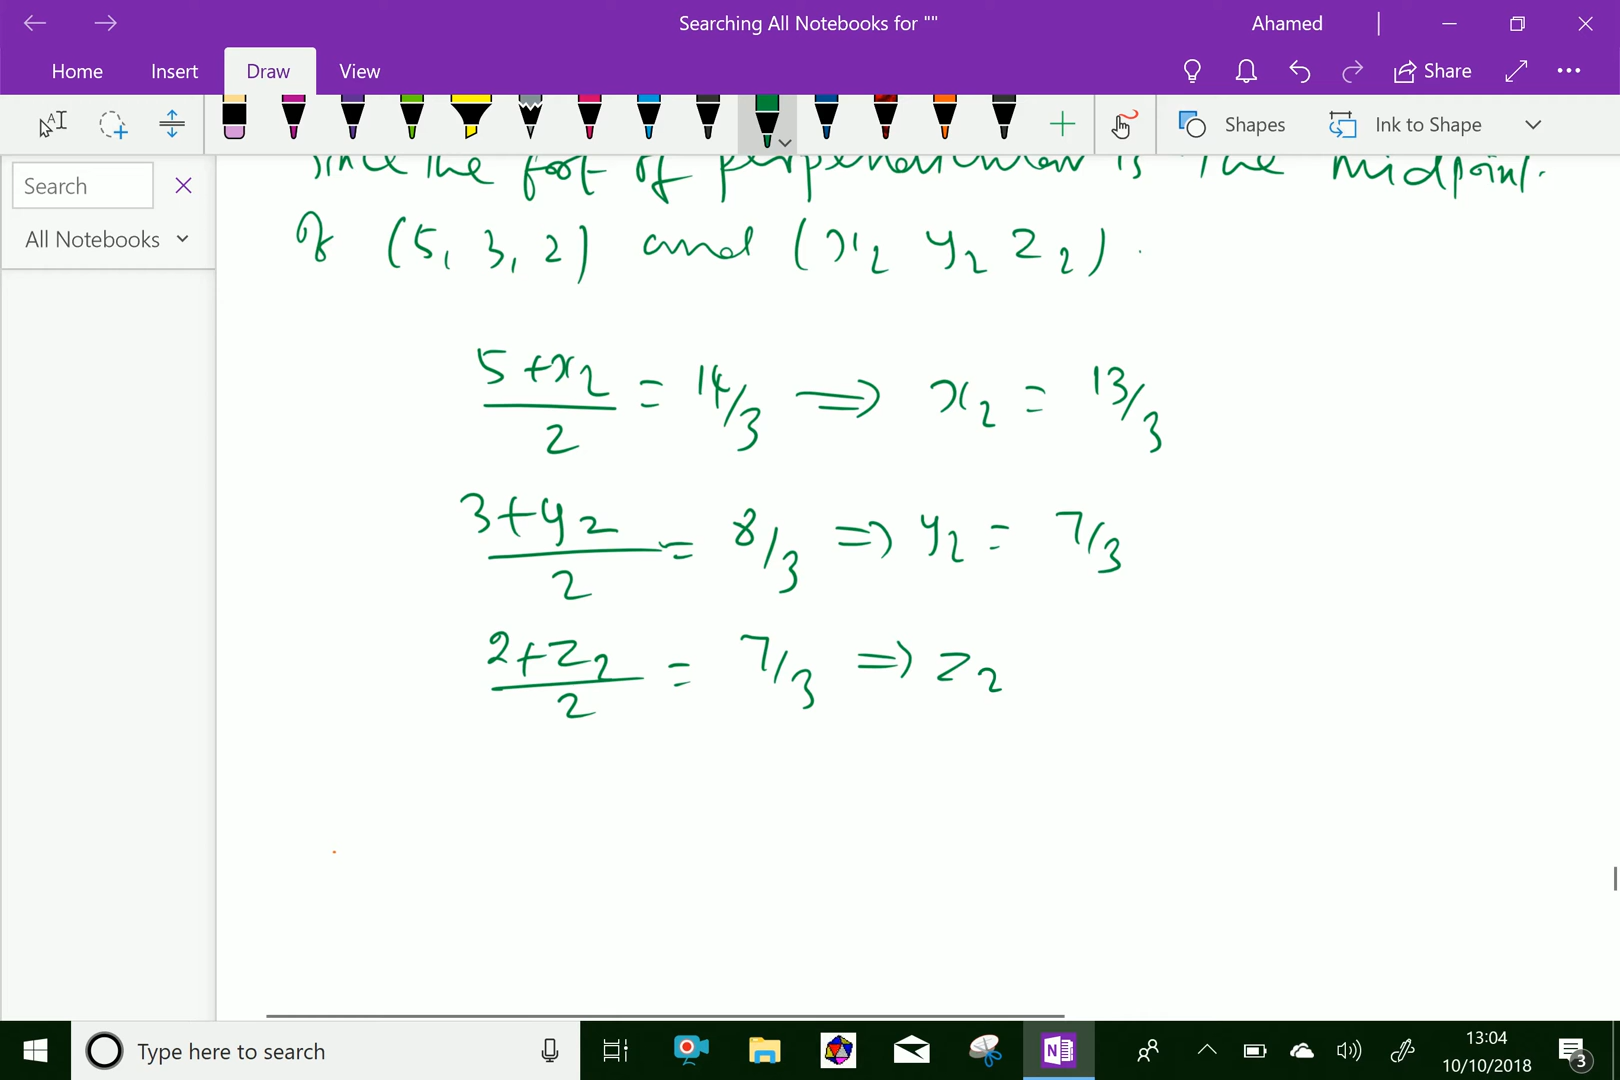 Searching All Notebooks for ""
Ahamed
Home Insert Draw View
Share
Shapes Ink to Shape
Search
All Notebooks
Since the foot of perpendicular is the midpoint.
Of (5, 3, 2) and (x2 y2 z2).
5+x2/2 = 14/3 ⟹ x2 = 13/3
3+y2/2 = 8/3 ⟹ y2 = 7/3
2+z2/2 = 7/3 ⟹ z2
Type here to search
13:04
10/10/2018
3